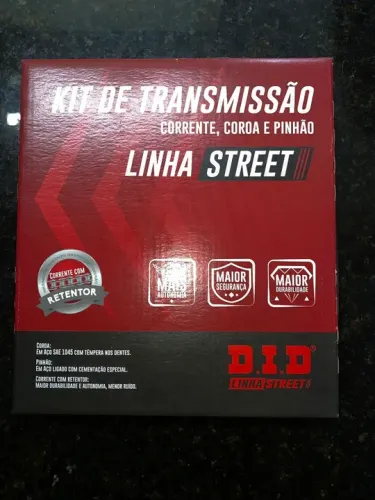 KIT DE TRANSMISSÃO
CORRENTE, COROA E PINHÃO
LINHA STREET
CORRENTE COM
RETENTOR
MAIS
AUTONOMIA
MAIOR
SEGURANÇA
MAIOR
DURABILIDADE
COROA:
EM AÇO SAE 1045 COM TÊMPERA NOS DENTES.
PINHÃO:
EM AÇO LIGADO COM CEMENTAÇÃO ESPECIAL.
CORRENTE COM RETENTOR:
MAIOR DURABILIDADE E AUTONOMIA, MENOR RUÍDO.
D.I.D®
LINHA STREET